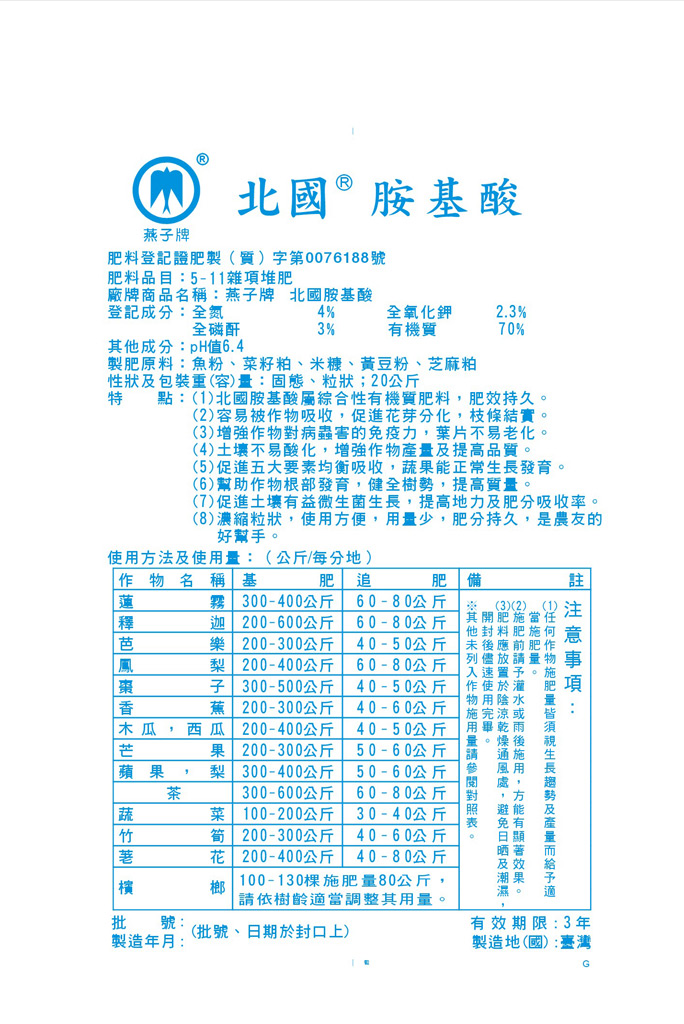 ®
北國® 胺基酸
燕子牌
肥料登記證肥製（質）字第0076188號
肥料品目：5-11雜項堆肥
廠牌商品名稱：燕子牌 北國胺基酸
登記成分：全氮 4% 全氧化鉀 2.3%
全磷酐 3% 有機質 70%
其他成分：pH值6.4
製肥原料：魚粉、菜籽粕、米糠、黃豆粉、芝麻粕
性狀及包裝重(容)量：固態、粒狀；20公斤
特 點：(1)北國胺基酸屬綜合性有機質肥料，肥效持久。
(2)容易被作物吸收，促進花芽分化，枝條結實。
(3)增強作物對病蟲害的免疫力，葉片不易老化。
(4)土壤不易酸化，增強作物產量及提高品質。
(5)促進五大要素均衡吸收，蔬果能正常生長發育。
(6)幫助作物根部發育，健全樹勢，提高質量。
(7)促進土壤有益微生菌生長，提高地力及肥分吸收率。
(8)濃縮粒狀，使用方便，用量少，肥分持久，是農友的
好幫手。
使用方法及使用量：（公斤/每分地）
作物名稱 基肥 追肥 備註
蓮霧 300-400公斤 60-80公斤
釋迦 200-600公斤 60-80公斤
芭樂 200-300公斤 40-50公斤
鳳梨 200-400公斤 60-80公斤
棗子 300-500公斤 40-50公斤
香蕉 200-300公斤 40-60公斤
木瓜，西瓜 200-400公斤 40-50公斤
芒果 200-300公斤 50-60公斤
蘋果，梨 300-400公斤 50-60公斤
茶 300-600公斤 60-80公斤
蔬菜 100-200公斤 30-40公斤
竹筍 200-300公斤 40-60公斤
荖花 200-400公斤 40-80公斤
檳榔 100-130棵施肥量80公斤，
請依樹齡適當調整其用量。
注意事項：
(1)任何作物施肥量皆須視生長趨勢及產量而給予適
當施肥量。
(2)施肥前請予灌水或雨後施用，方能有顯著效果。
(3)肥料應放置於陰涼乾燥通風處，避免日晒及潮濕，
開封後儘速使用完畢。
※其他未列入作物施用量請參閱對照表。
批 號：
製造年月：
(批號、日期於封口上)
有效期限：3年
製造地(國)：臺灣
G